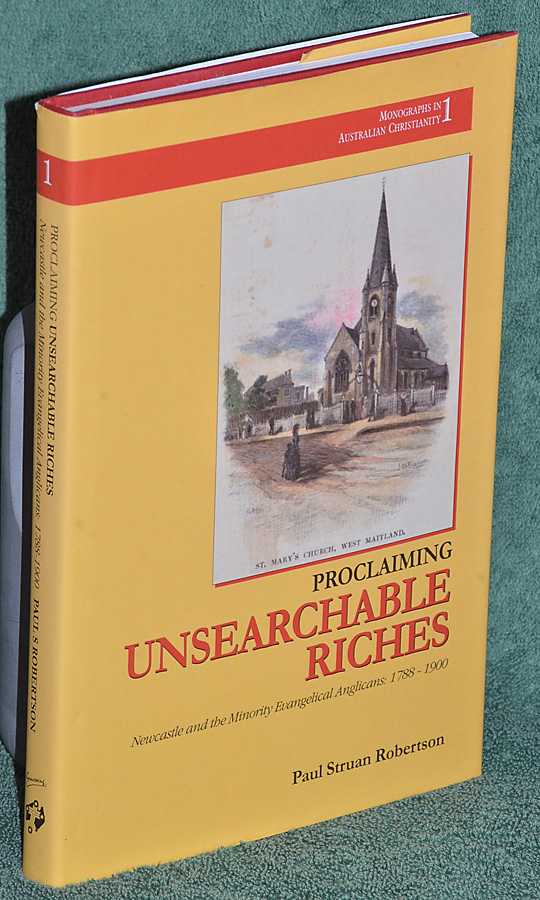 MONOGRAPHS IN
AUSTRALIAN CHRISTIANITY 1
ST. MARY'S CHURCH, WEST MAITLAND.
PROCLAIMING
UNSEARCHABLE
RICHES
Newcastle and the Minority Evangelical Anglicans: 1788 - 1900
Paul Struan Robertson
1
PROCLAIMING UNSEARCHABLE RICHES
Newcastle and the Minority Evangelical Anglicans 1788-1900 PAUL S ROBERTSON